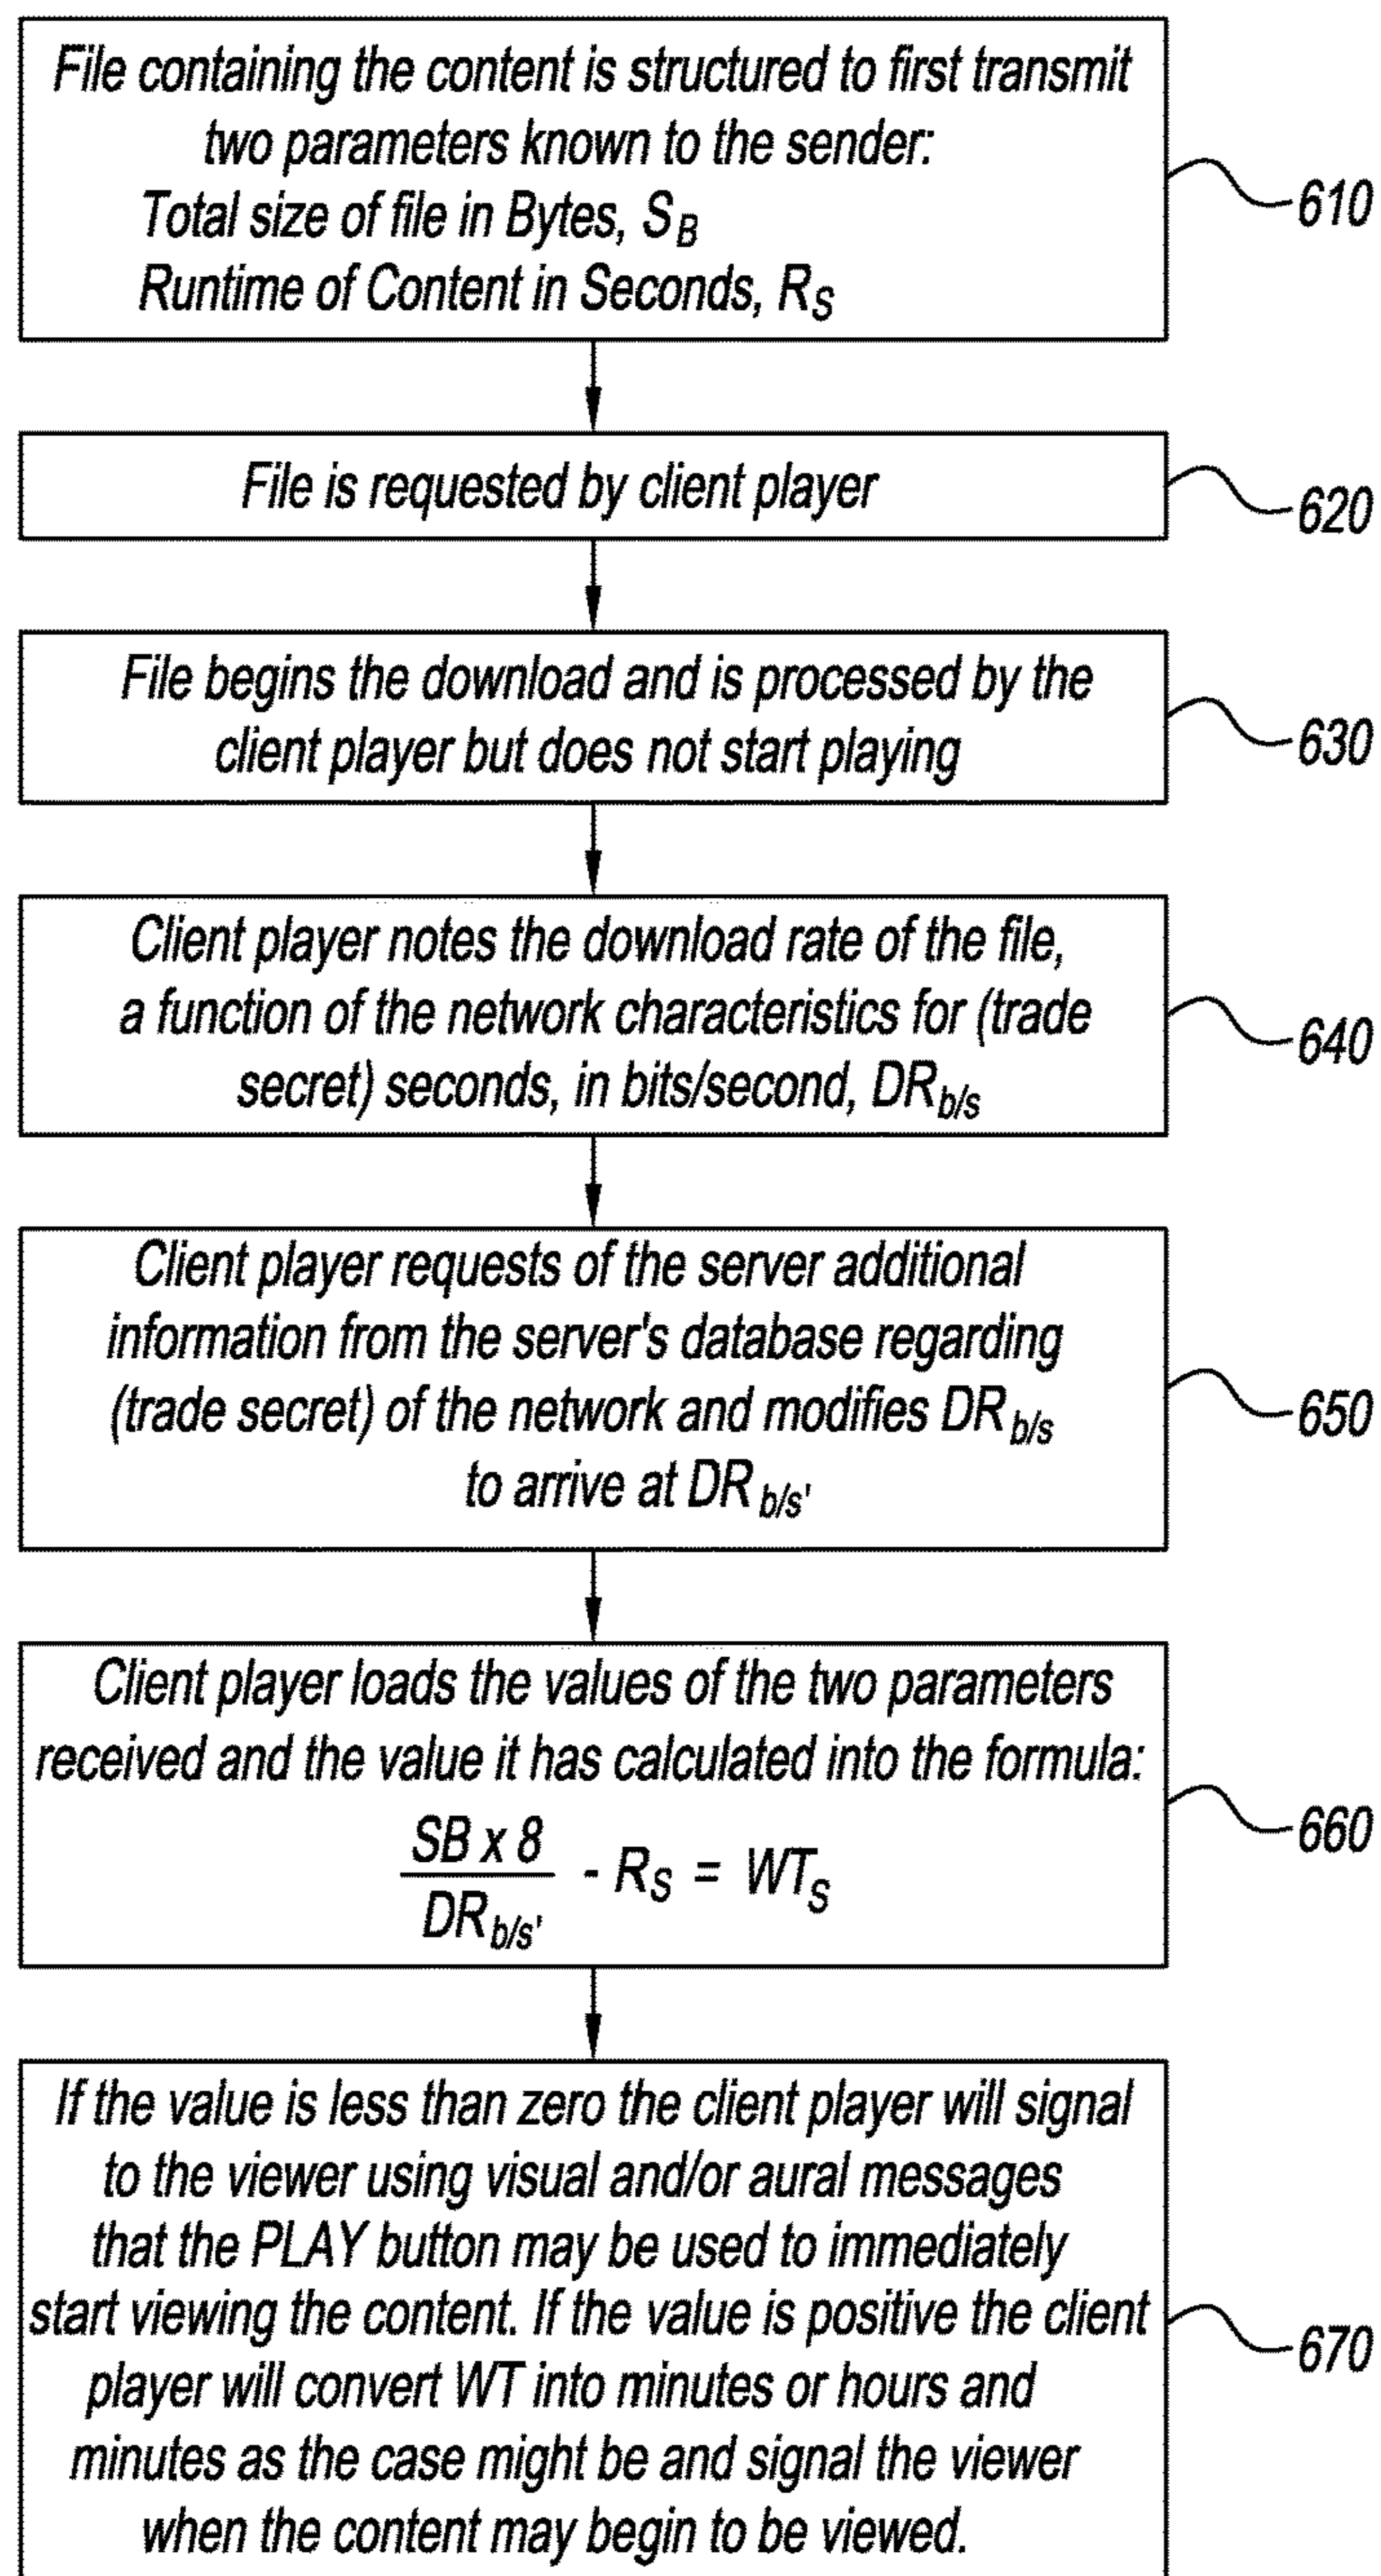 File containing the content is structured to first transmit
two parameters known to the sender:
Total size of file in Bytes, S_B
Runtime of Content in Seconds, R_S
610
File is requested by client player
620
File begins the download and is processed by the
client player but does not start playing
630
Client player notes the download rate of the file,
a function of the network characteristics for (trade
secret) seconds, in bits/second, DR_b/s
640
Client player requests of the server additional
information from the server's database regarding
(trade secret) of the network and modifies DR_b/s
to arrive at DR_b/s'
650
Client player loads the values of the two parameters
received and the value it has calculated into the formula:
SB x 8
DR_b/s'
- R_S = WT_S
660
If the value is less than zero the client player will signal
to the viewer using visual and/or aural messages
that the PLAY button may be used to immediately
start viewing the content. If the value is positive the client
player will convert WT into minutes or hours and
minutes as the case might be and signal the viewer
when the content may begin to be viewed.
670